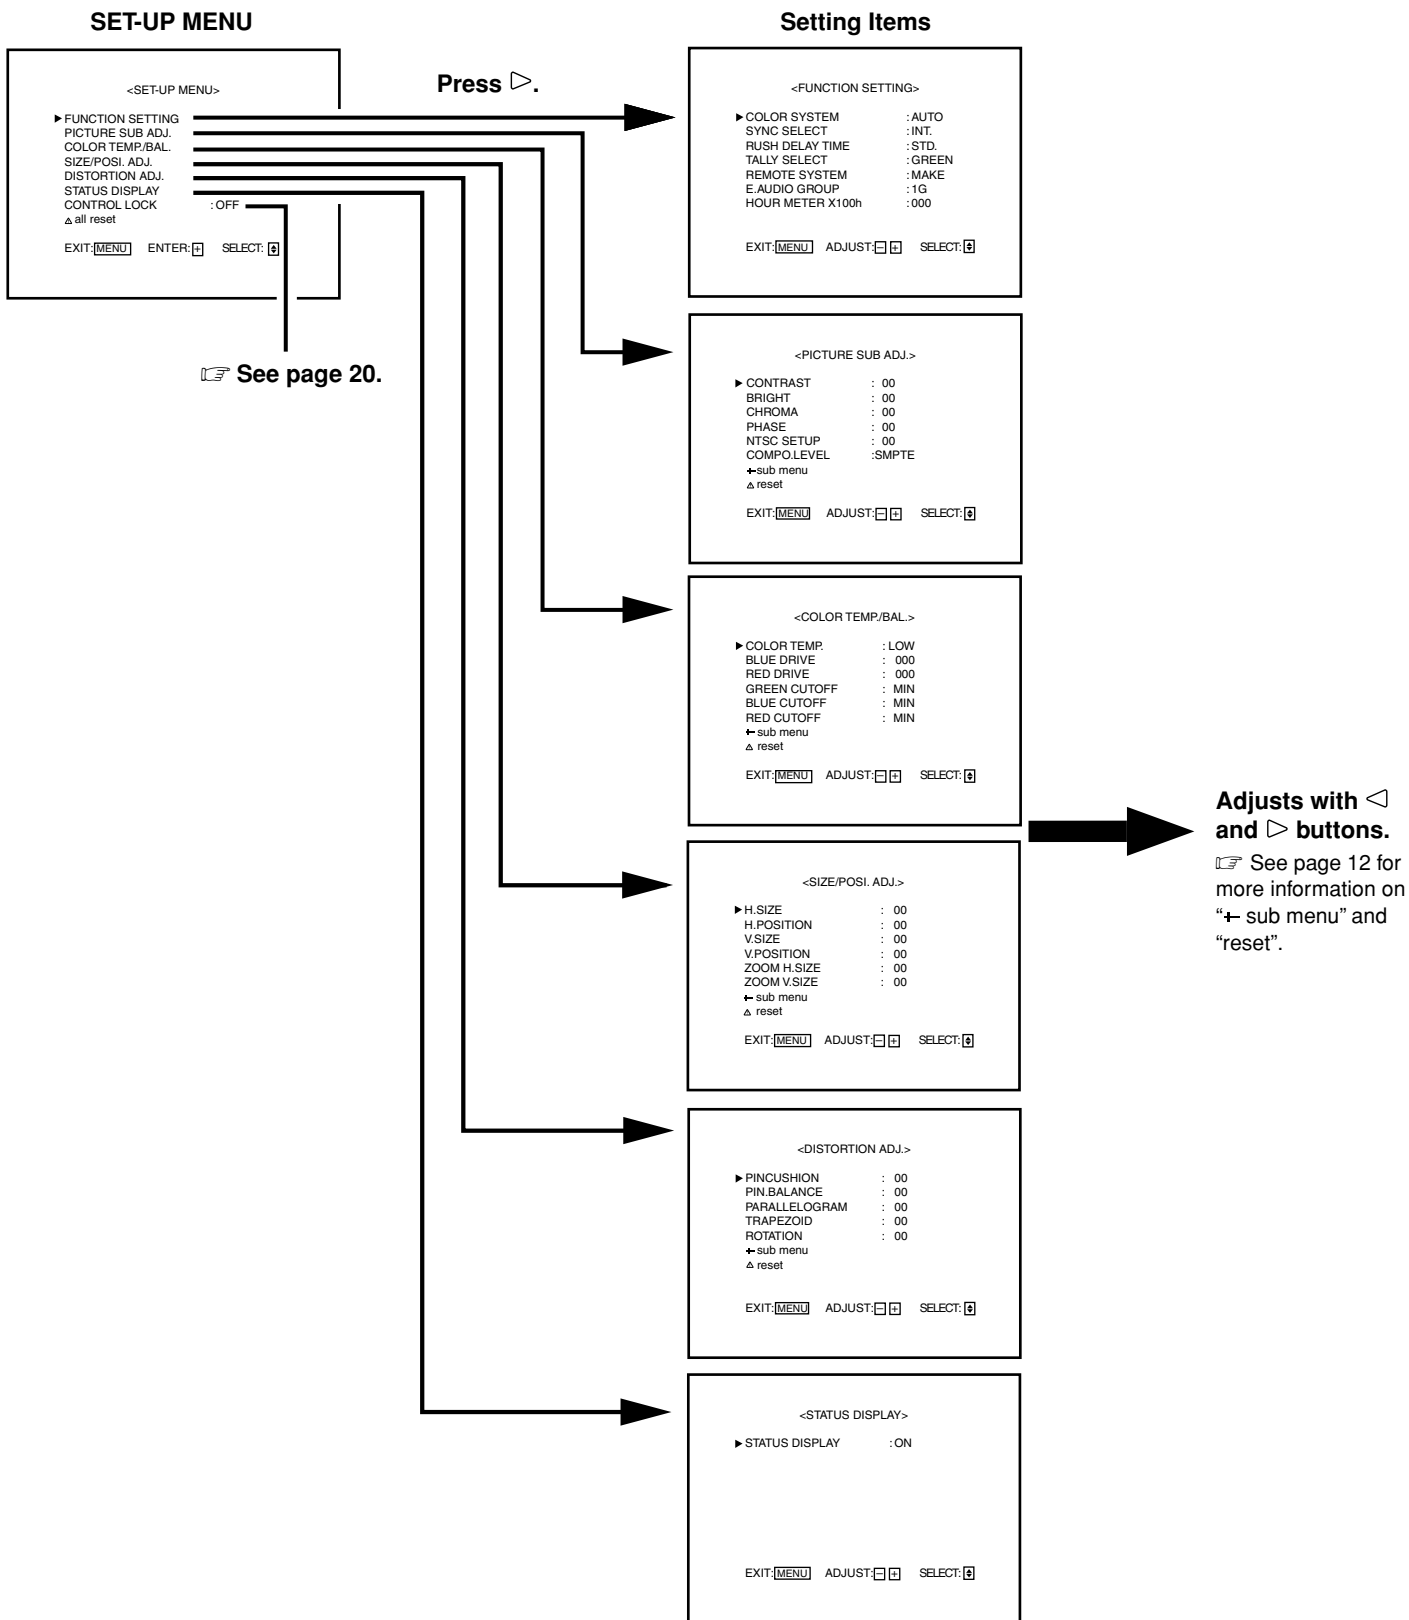 SET-UP MENU
Setting Items
<SET-UP MENU>
▶ FUNCTION SETTING
PICTURE SUB ADJ.
COLOR TEMP./BAL.
SIZE/POSI. ADJ.
DISTORTION ADJ.
STATUS DISPLAY
CONTROL LOCK : OFF
△ all reset
EXIT: MENU ENTER: + SELECT: ♦
Press ▷.
☞ See page 20.
<FUNCTION SETTING>
▶ COLOR SYSTEM : AUTO
SYNC SELECT : INT.
RUSH DELAY TIME : STD.
TALLY SELECT : GREEN
REMOTE SYSTEM : MAKE
E.AUDIO GROUP : 1G
HOUR METER X100h : 000
EXIT: MENU ADJUST: − + SELECT: ♦
<PICTURE SUB ADJ.>
▶ CONTRAST : 00
BRIGHT : 00
CHROMA : 00
PHASE : 00
NTSC SETUP : 00
COMPO.LEVEL :SMPTE
+ sub menu
△ reset
EXIT: MENU ADJUST: − + SELECT: ♦
<COLOR TEMP./BAL.>
▶ COLOR TEMP. : LOW
BLUE DRIVE : 000
RED DRIVE : 000
GREEN CUTOFF : MIN
BLUE CUTOFF : MIN
RED CUTOFF : MIN
+ sub menu
△ reset
EXIT: MENU ADJUST: − + SELECT: ♦
<SIZE/POSI. ADJ.>
▶ H.SIZE : 00
H.POSITION : 00
V.SIZE : 00
V.POSITION : 00
ZOOM H.SIZE : 00
ZOOM V.SIZE : 00
+ sub menu
△ reset
EXIT: MENU ADJUST: − + SELECT: ♦
<DISTORTION ADJ.>
▶ PINCUSHION : 00
PIN.BALANCE : 00
PARALLELOGRAM : 00
TRAPEZOID : 00
ROTATION : 00
+ sub menu
△ reset
EXIT: MENU ADJUST: − + SELECT: ♦
<STATUS DISPLAY>
▶ STATUS DISPLAY : ON
EXIT: MENU ADJUST: − + SELECT: ♦
Adjusts with ◁
and ▷ buttons.
☞ See page 12 for
more information on
“+ sub menu” and
“reset”.